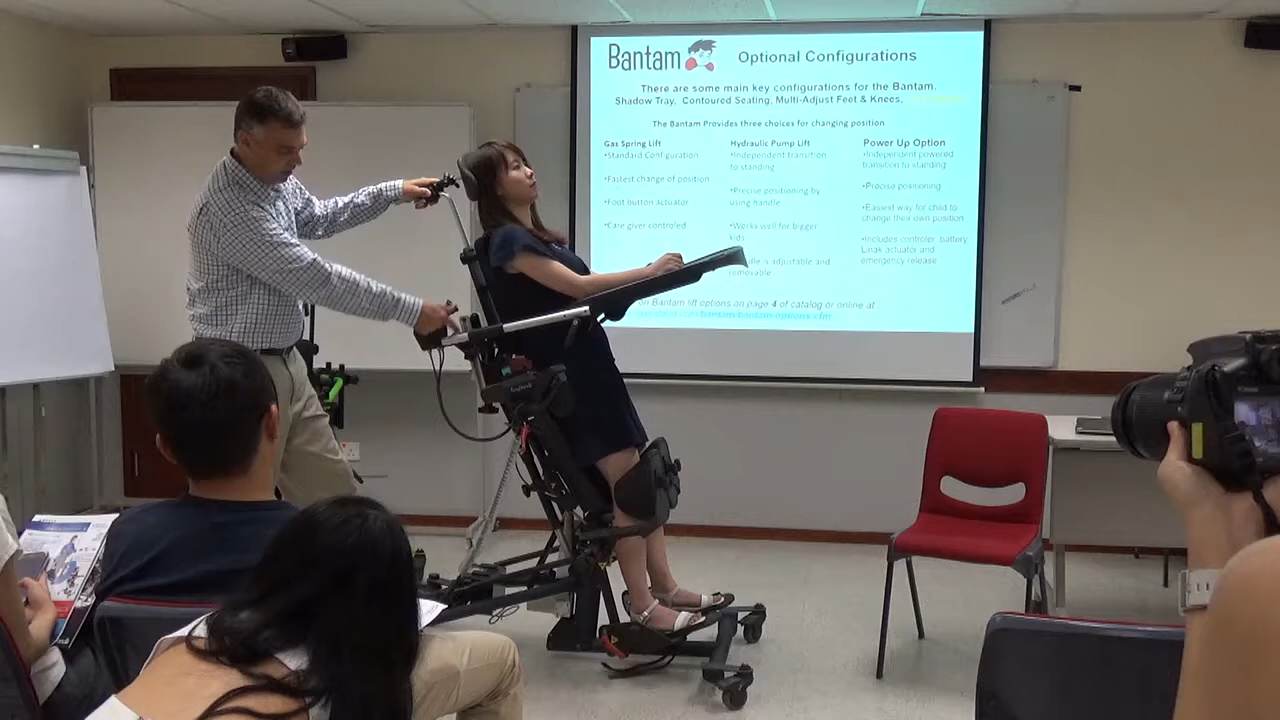 Bantam
Optional Configurations
There are some main key configurations for the Bantam.
Shadow Tray, Contoured Seating, Multi-Adjust Feet & Knees,
The Bantam Provides three choices for changing position
Gas Spring Lift
•Standard Configuration
•Fastest change of position
•Foot button actuator
•Care giver controled
Hydraulic Pump Lift
•Independent transition
to standing
•Precise positioning by
using handle
•Works well for bigger
kids
is adjustable and
removable
Power Up Option
•Independent powered
transition to standing
•Precise positioning
•Easiest way for child to
change their own position
•Includes controler, battery,
Linak actuator and
emergency release
on Bantam lift options on page 4 of catalog or online at